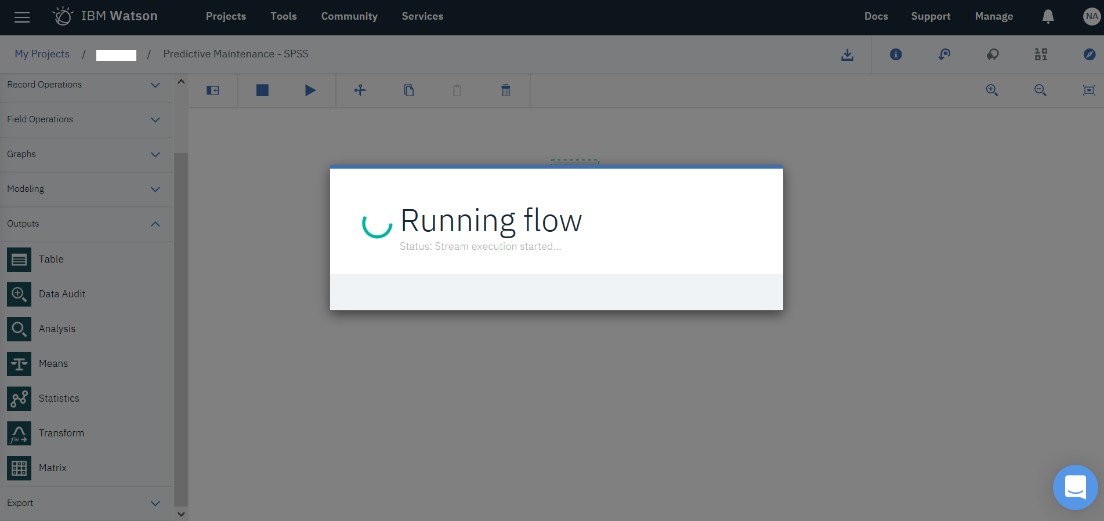 IBM Watson Projects Tools Community Services Docs Support Manage NA
My Projects / / Predictive Maintenance - SPSS
Record Operations
Field Operations
Graphs
Modeling
Outputs
Table
Data Audit
Analysis
Means
Statistics
Transform
Matrix
Export
Running flow
Status: Stream execution started...